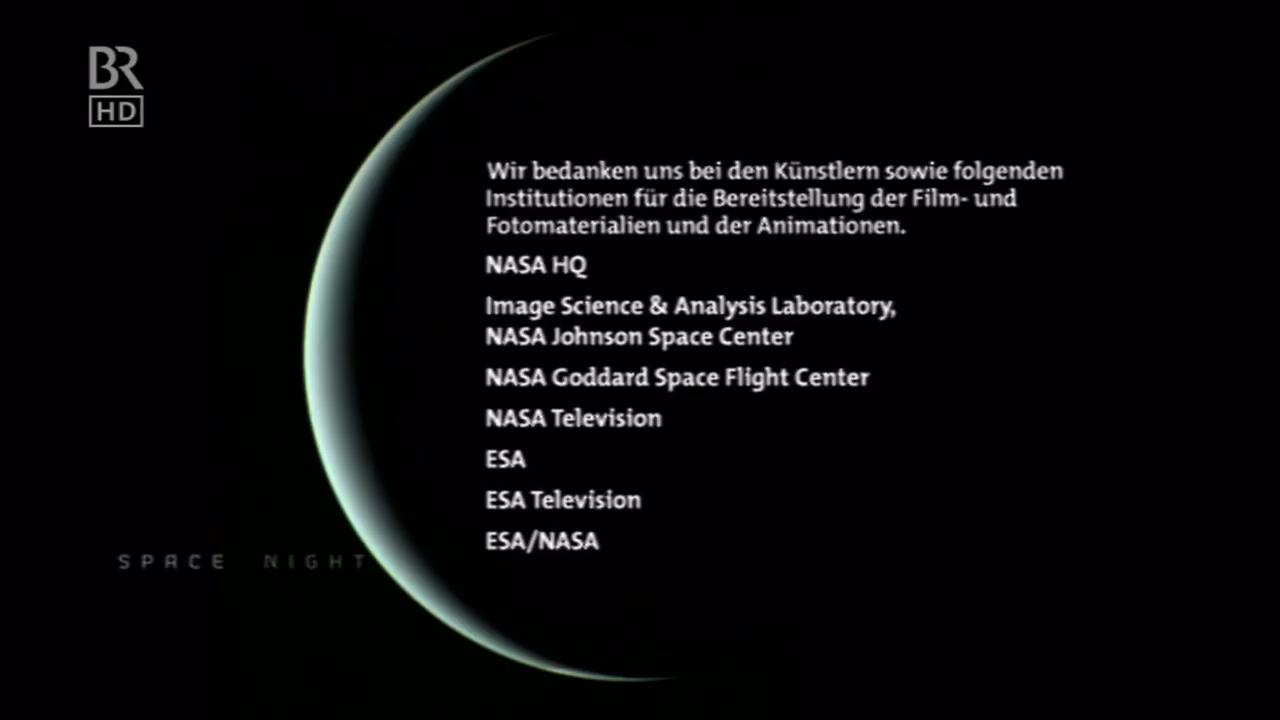 BR
HD
Wir bedanken uns bei den Künstlern sowie folgenden
Institutionen für die Bereitstellung der Film- und
Fotomaterialien und der Animationen.
NASA HQ
Image Science & Analysis Laboratory,
NASA Johnson Space Center
NASA Goddard Space Flight Center
NASA Television
ESA
ESA Television
ESA/NASA
SPACE NIGHT